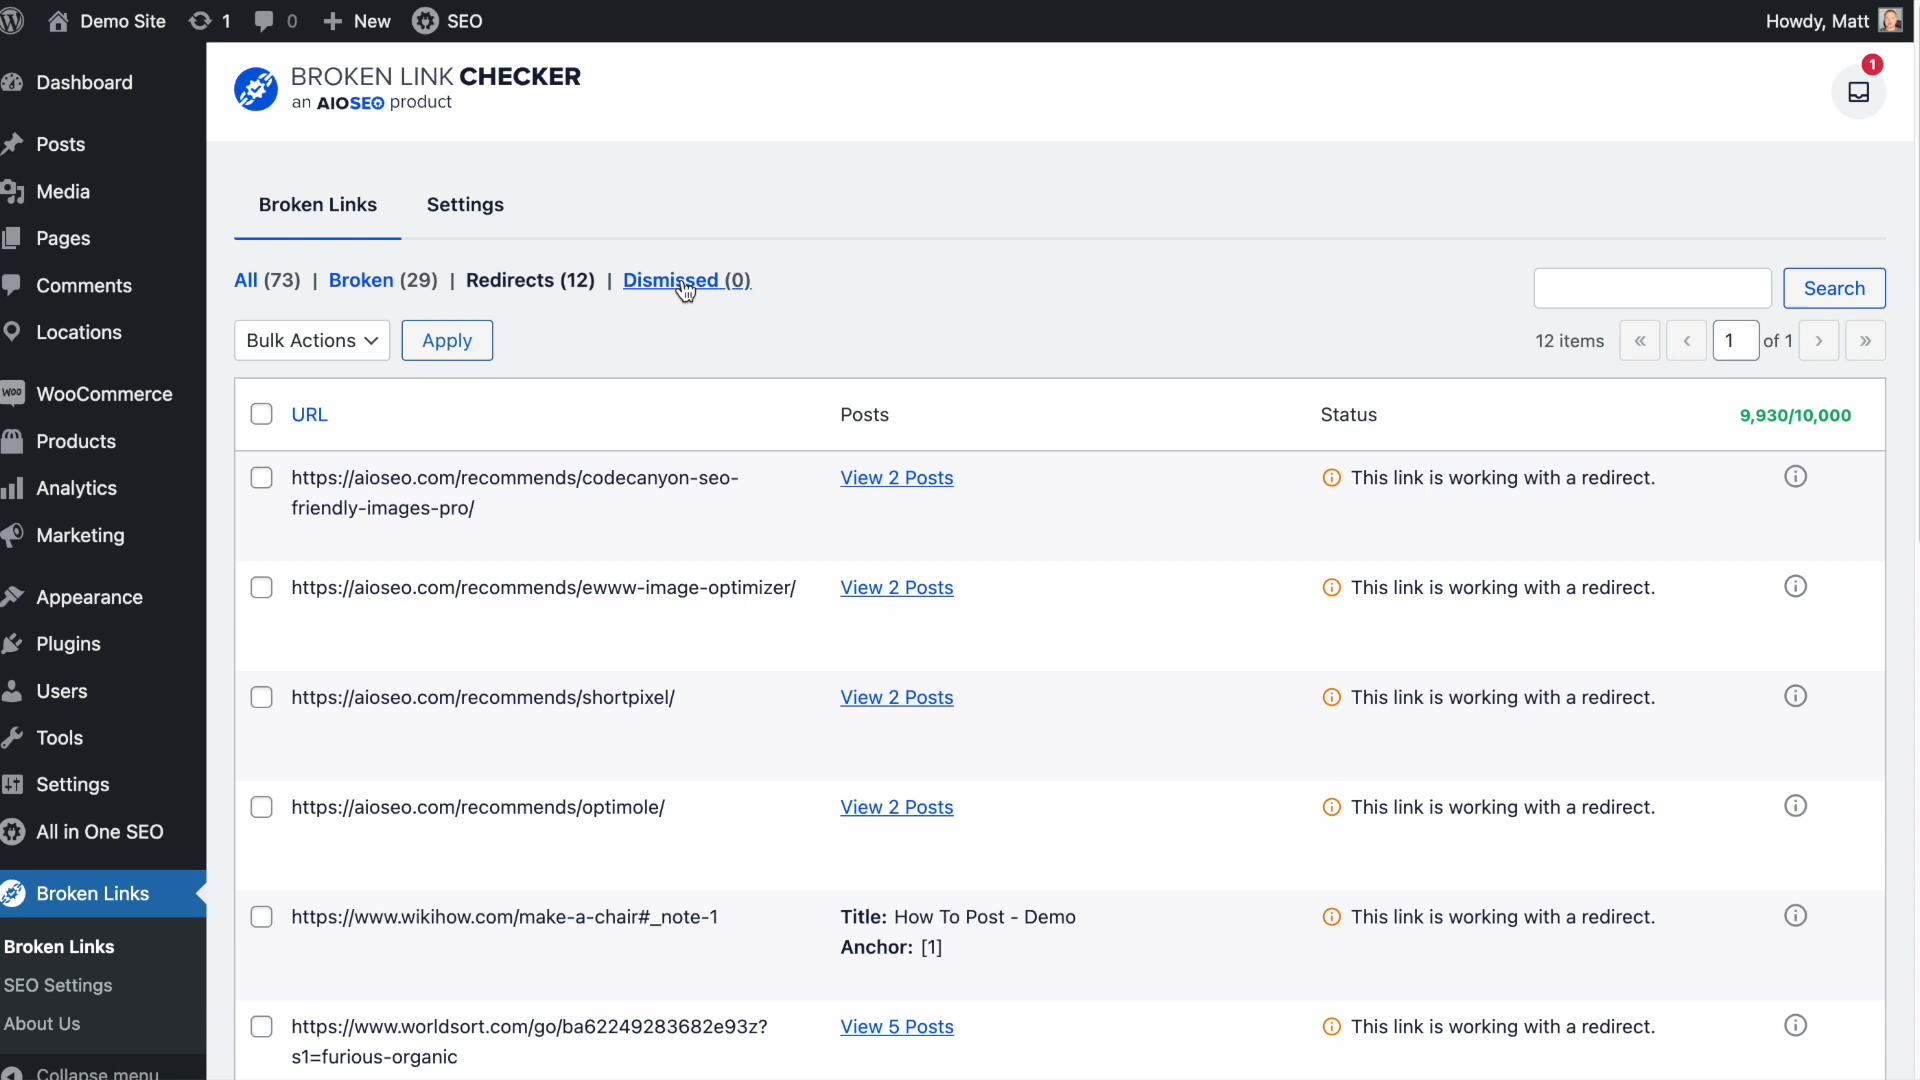 Demo Site 1 0 New SEO Howdy, Matt
Dashboard
Posts
Media
Pages
Comments
Locations
WooCommerce
Products
Analytics
Marketing
Appearance
Plugins
Users
Tools
Settings
All in One SEO
Broken Links
Broken Links
SEO Settings
About Us
Collapse menu
BROKEN LINK CHECKER
an AIOSEO product
1
Broken Links Settings
All (73) | Broken (29) | Redirects (12) | Dismissed (0)
Search
Bulk Actions Apply
12 items « ‹ 1 of 1 › »
URL Posts Status 9,930/10,000
https://aioseo.com/recommends/codecanyon-seo- View 2 Posts This link is working with a redirect.
friendly-images-pro/
https://aioseo.com/recommends/ewww-image-optimizer/ View 2 Posts This link is working with a redirect.
https://aioseo.com/recommends/shortpixel/ View 2 Posts This link is working with a redirect.
https://aioseo.com/recommends/optimole/ View 2 Posts This link is working with a redirect.
https://www.wikihow.com/make-a-chair#_note-1 Title: How To Post - Demo This link is working with a redirect.
Anchor: [1]
https://www.worldsort.com/go/ba62249283682e93z? View 5 Posts This link is working with a redirect.
s1=furious-organic